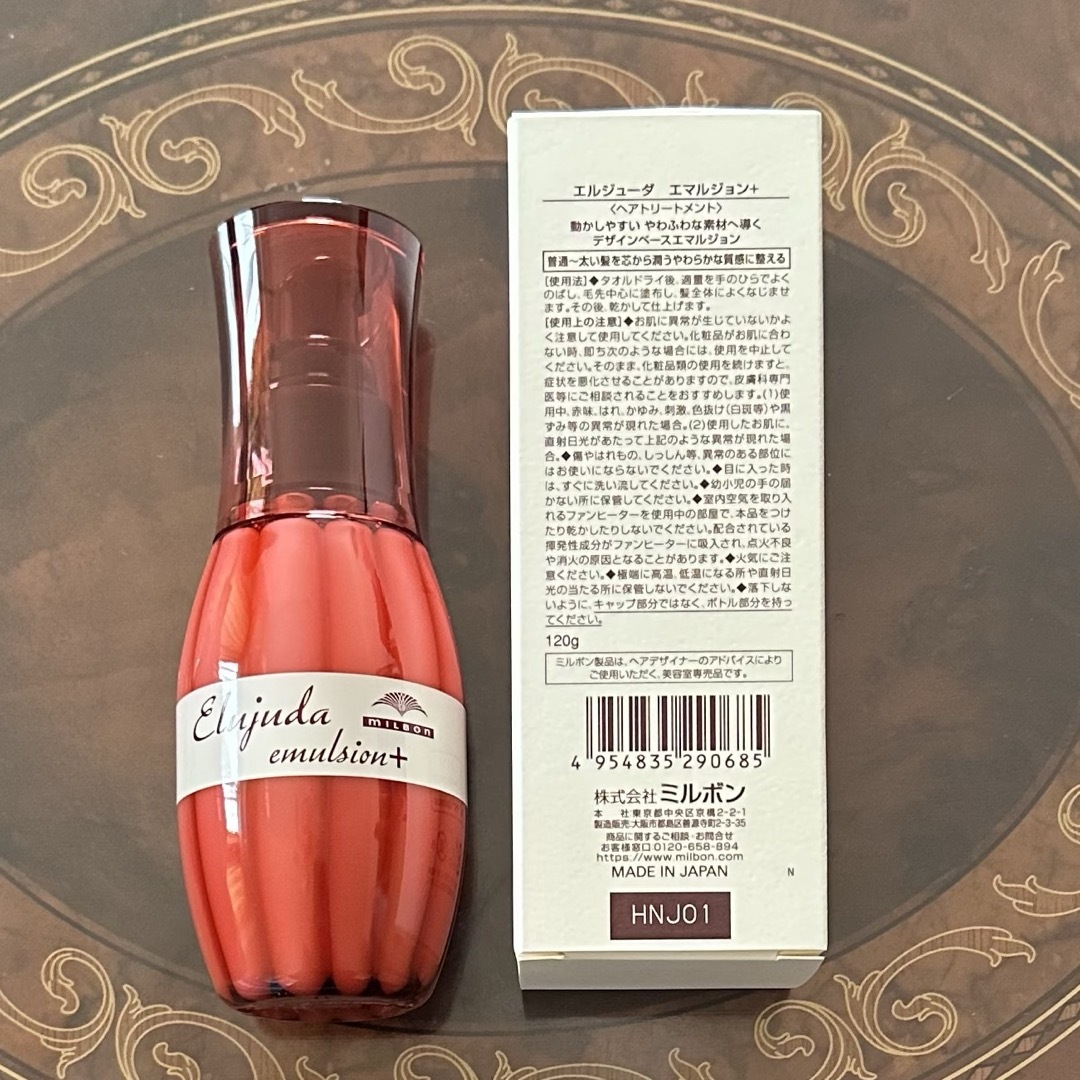 Elujuda
MILBON
emulsion+
エルジューダ エマルジョン+
〈ヘアトリートメント〉
動かしやすい やわふわな素材へ導く
デザインベースエマルジョン
普通～太い髪を芯から潤うやわらかな質感に整える
[使用法]◆タオルドライ後、適量を手のひらでよく
のばし、毛先中心に塗布し、髪全体によくなじませ
ます。その後、乾かして仕上げます。
[使用上の注意]◆お肌に異常が生じていないかよ
く注意して使用してください。化粧品がお肌に合わ
ない時、即ち次のような場合には、使用を中止して
ください。そのまま、化粧品類の使用を続けますと、
症状を悪化させることがありますので、皮膚科専門
医等にご相談されることをおすすめします。(1)使
用中、赤味、はれ、かゆみ、刺激、色抜け(白斑等)や黒
ずみ等の異常が現れた場合。(2)使用したお肌に、
直射日光があたって上記のような異常が現れた場
合。◆傷やはれもの、しっしん等、異常のある部位に
はお使いにならないでください。◆目に入った時
は、すぐに洗い流してください。◆幼小児の手の届
かない所に保管してください。◆室内空気を取り入
れるファンヒーターを使用中の部屋で、本品をつけ
たり乾かしたりしないでください。配合されている
揮発性成分がファンヒーターに吸入され、点火不良
や消火の原因となることがあります。◆火気にご注
意ください。◆極端に高温、低温になる所や直射日
光の当たる所に保管しないでください。◆落下しな
いように、キャップ部分ではなく、ボトル部分を持っ
てください。
120g
ミルボン製品は、ヘアデザイナーのアドバイスにより
ご使用いただく、美容室専売品です。
4 954835 290685
株式会社 ミルボン
本 社 東京都中央区京橋2-2-1
製造販売:大阪市都島区善源寺町2-3-35
商品に関するご相談・お問合せ
お客様窓口 0120-658-894
https://www.milbon.com
MADE IN JAPAN
N
HNJ01